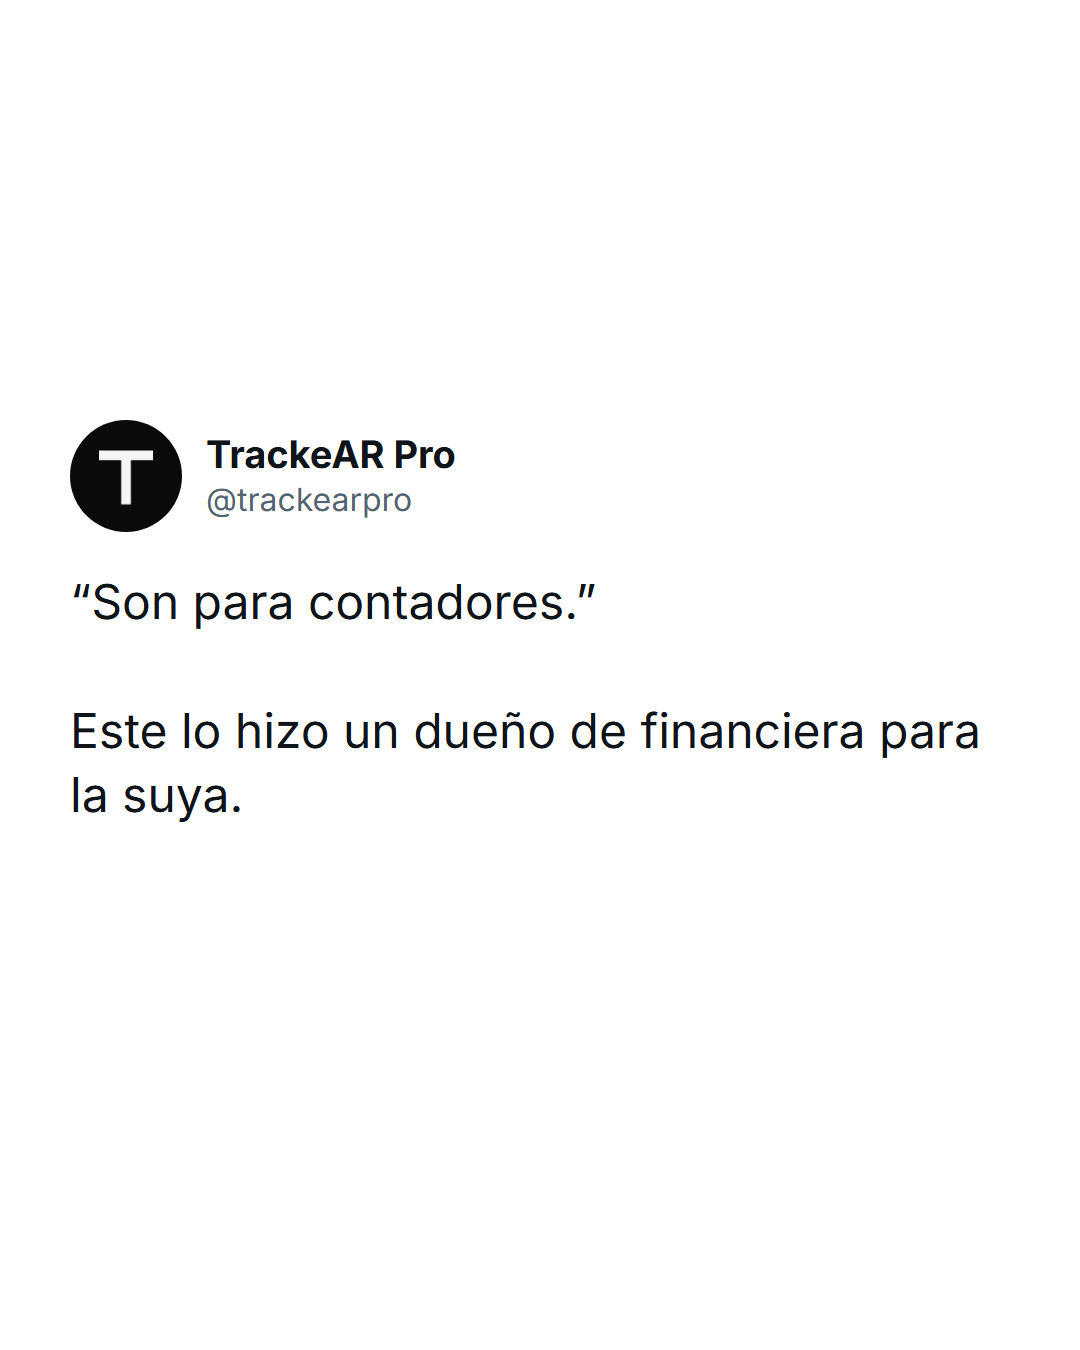 T
TrackeAR Pro
@trackearpro
“Son para contadores.”
Este lo hizo un dueño de financiera para
la suya.